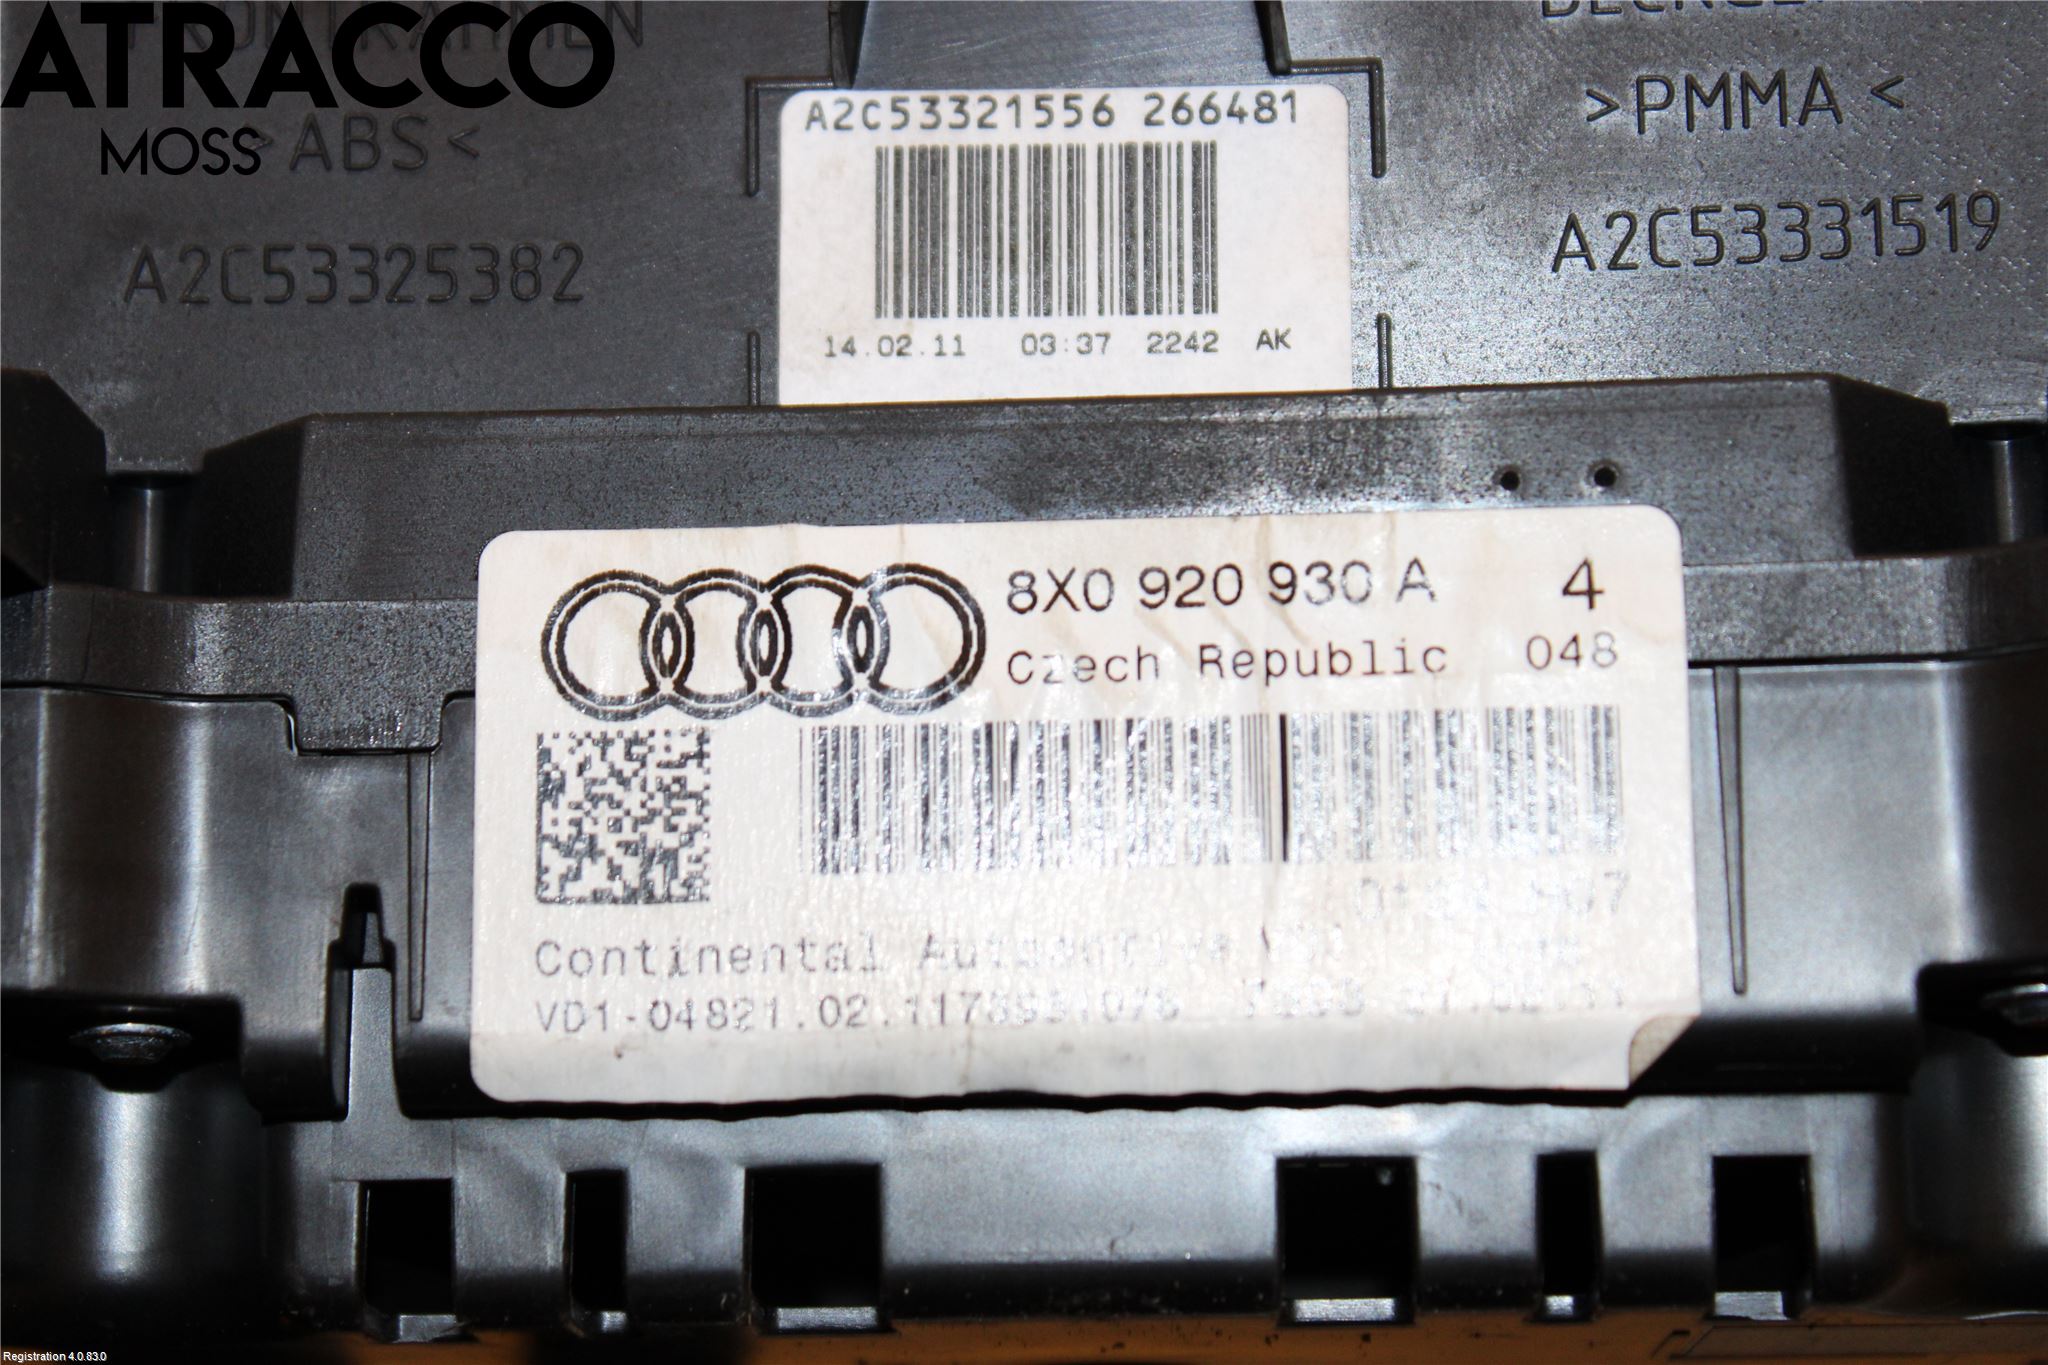 ATRACCO
MOSS
>ABS<
A2C53325382
A2C53321556 266481
14.02.11 03:37 2242 AK
>PMMA<
A2C53331519
8X0 920 930 A 4
Czech Republic 048
Continental
Registration 4.0.83.0